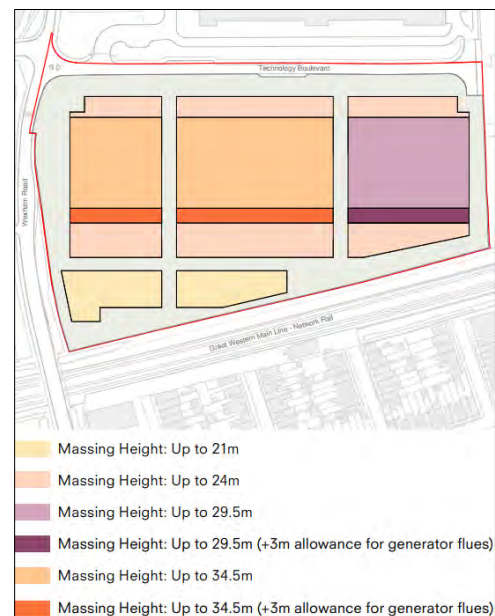 Technology Boulevard
Western Road
Great Western Main Line - Network Rail
Massing Height: Up to 21m
Massing Height: Up to 24m
Massing Height: Up to 29.5m
Massing Height: Up to 29.5m (+3m allowance for generator flues)
Massing Height: Up to 34.5m
Massing Height: Up to 34.5m (+3m allowance for generator flues)